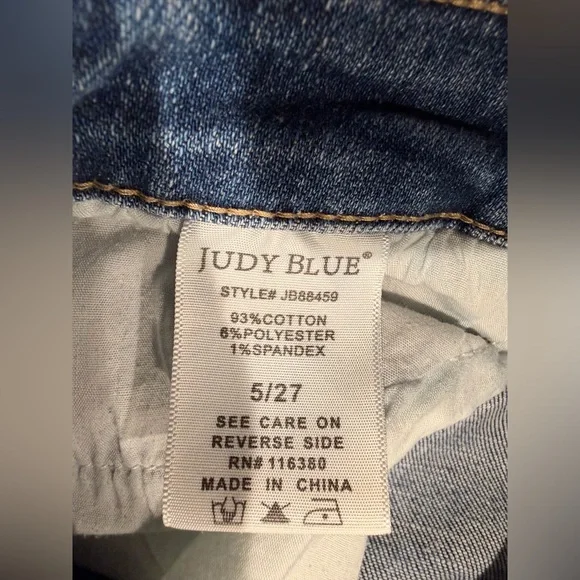 JUDY BLUE®
STYLE# JB88459
93%COTTON
6%POLYESTER
1%SPANDEX
5/27
SEE CARE ON
REVERSE SIDE
RN# 116380
MADE IN CHINA